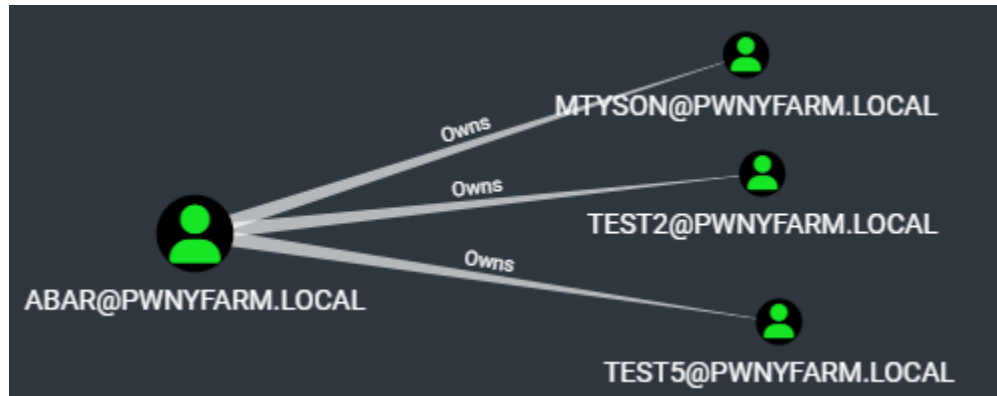 MTYSON@PWNYFARM.LOCAL
Owns
Owns
TEST2@PWNYFARM.LOCAL
Owns
ABAR@PWNYFARM.LOCAL
TEST5@PWNYFARM.LOCAL